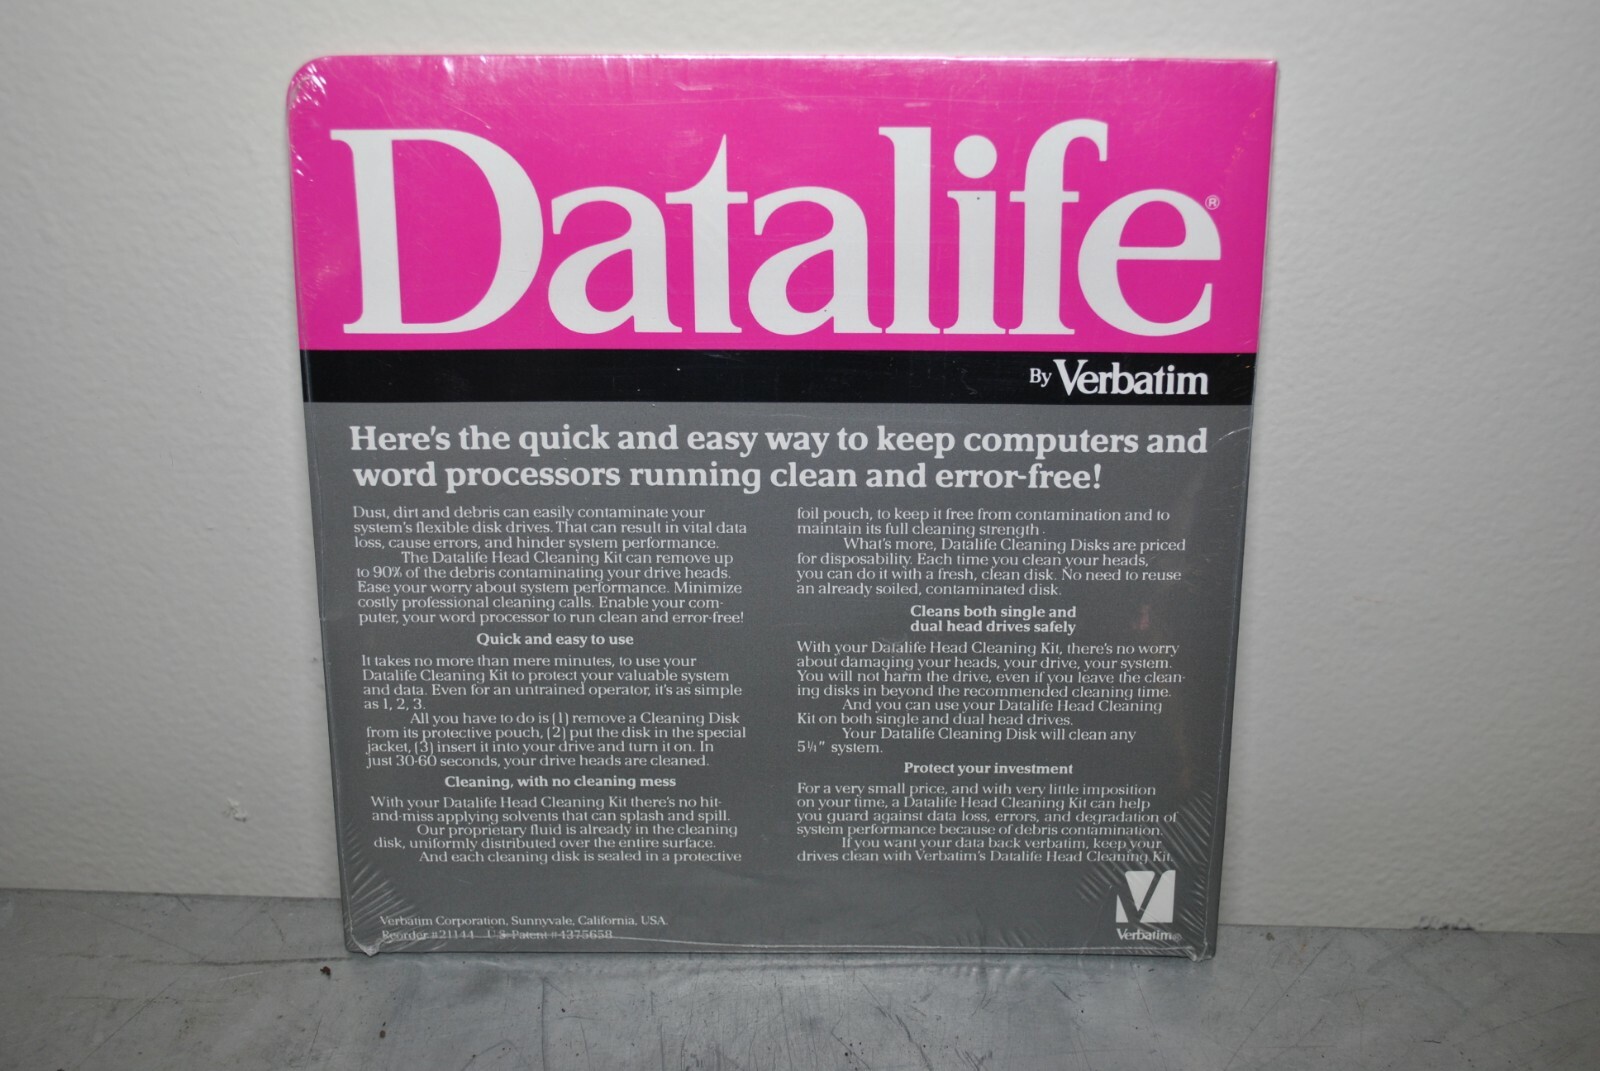 Datalife®
By Verbatim
Here's the quick and easy way to keep computers and
word processors running clean and error-free!
Dust, dirt and debris can easily contaminate your
system's flexible disk drives. That can result in vital data
loss, cause errors, and hinder system performance.
The Datalife Head Cleaning Kit can remove up
to 90% of the debris contaminating your drive heads.
Ease your worry about system performance. Minimize
costly professional cleaning calls. Enable your com-
puter, your word processor to run clean and error-free!
Quick and easy to use
It takes no more than mere minutes, to use your
Datalife Cleaning Kit to protect your valuable system
and data. Even for an untrained operator, it's as simple
as 1, 2, 3.
All you have to do is (1) remove a Cleaning Disk
from its protective pouch, (2) put the disk in the special
jacket, (3) insert it into your drive and turn it on. In
just 30-60 seconds, your drive heads are cleaned.
Cleaning, with no cleaning mess
With your Datalife Head Cleaning Kit there's no hit-
and-miss applying solvents that can splash and spill.
Our proprietary fluid is already in the cleaning
disk, uniformly distributed over the entire surface.
And each cleaning disk is sealed in a protective
foil pouch, to keep it free from contamination and to
maintain its full cleaning strength.
What's more, Datalife Cleaning Disks are priced
for disposability. Each time you clean your heads,
you can do it with a fresh, clean disk. No need to reuse
an already soiled, contaminated disk.
Cleans both single and
dual head drives safely
With your Datalife Head Cleaning Kit, there's no worry
about damaging your heads, your drive, your system.
You will not harm the drive, even if you leave the clean-
ing disks in beyond the recommended cleaning time.
And you can use your Datalife Head Cleaning
Kit on both single and dual head drives.
Your Datalife Cleaning Disk will clean any
5¼" system.
Protect your investment
For a very small price, and with very little imposition
on your time, a Datalife Head Cleaning Kit can help
you guard against data loss, errors, and degradation of
system performance because of debris contamination.
If you want your data back verbatim, keep your
drives clean with Verbatim's Datalife Head Cleaning Kit.
Verbatim Corporation, Sunnyvale, California, USA.
Reorder #21144 U.S. Patent #4375658
Verbatim®